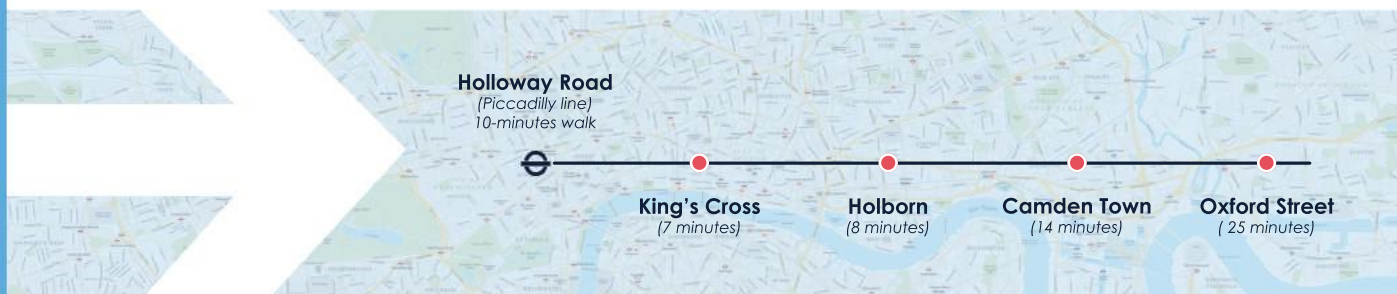 Holloway Road
(Piccadilly line)
10-minutes walk
King's Cross
(7 minutes)
Holborn
(8 minutes)
Camden Town
(14 minutes)
Oxford Street
( 25 minutes)